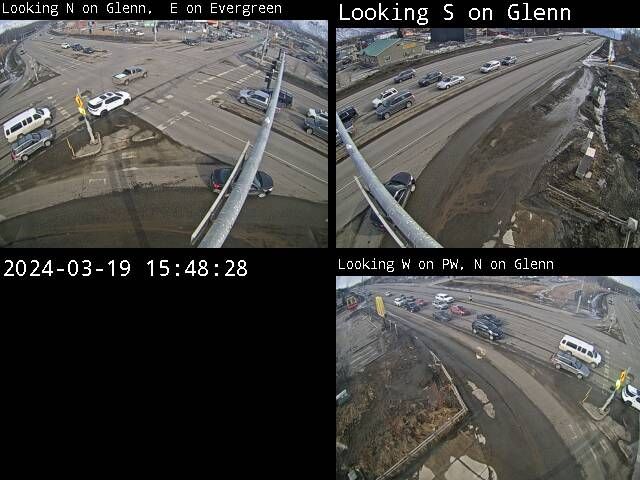 Looking N on Glenn, E on Evergreen
Looking S on Glenn
2024-03-19 15:48:28
Looking W on PW, N on Glenn